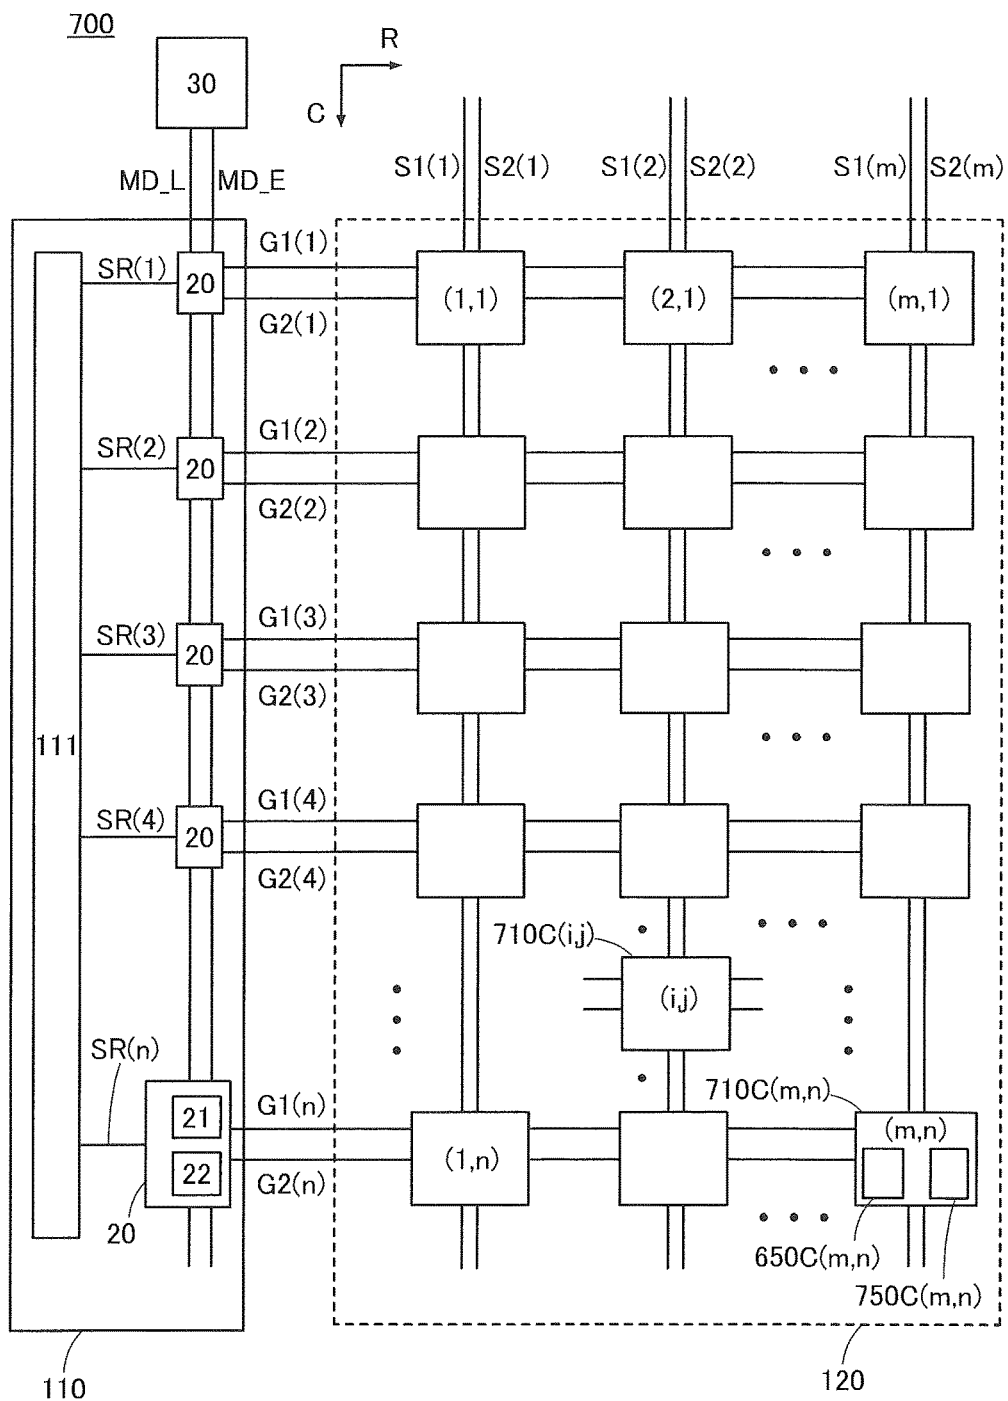 700
30
R
C
MD_L
MD_E
S1(1)
S2(1)
S1(2)
S2(2)
S1(m)
S2(m)
SR(1)
20
G1(1)
G2(1)
(1,1)
(2,1)
(m,1)
SR(2)
20
G1(2)
G2(2)
SR(3)
20
G1(3)
G2(3)
111
SR(4)
20
G1(4)
G2(4)
710C(i,j)
(i,j)
SR(n)
21
22
20
G1(n)
G2(n)
(1,n)
710C(m,n)
(m,n)
650C(m,n)
750C(m,n)
110
120